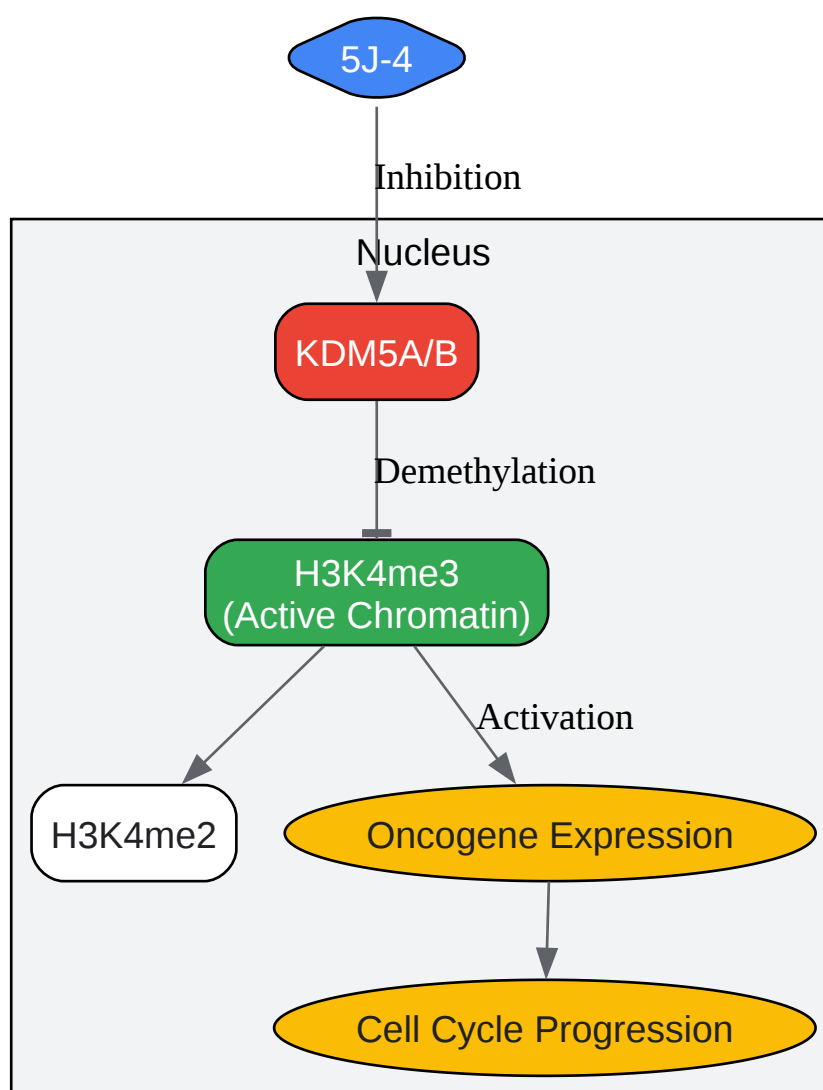 5J-4
Inhibition
Nucleus
KDM5A/B
Demethylation
H3K4me3
(Active Chromatin)
Activation
H3K4me2
Oncogene Expression
Cell Cycle Progression